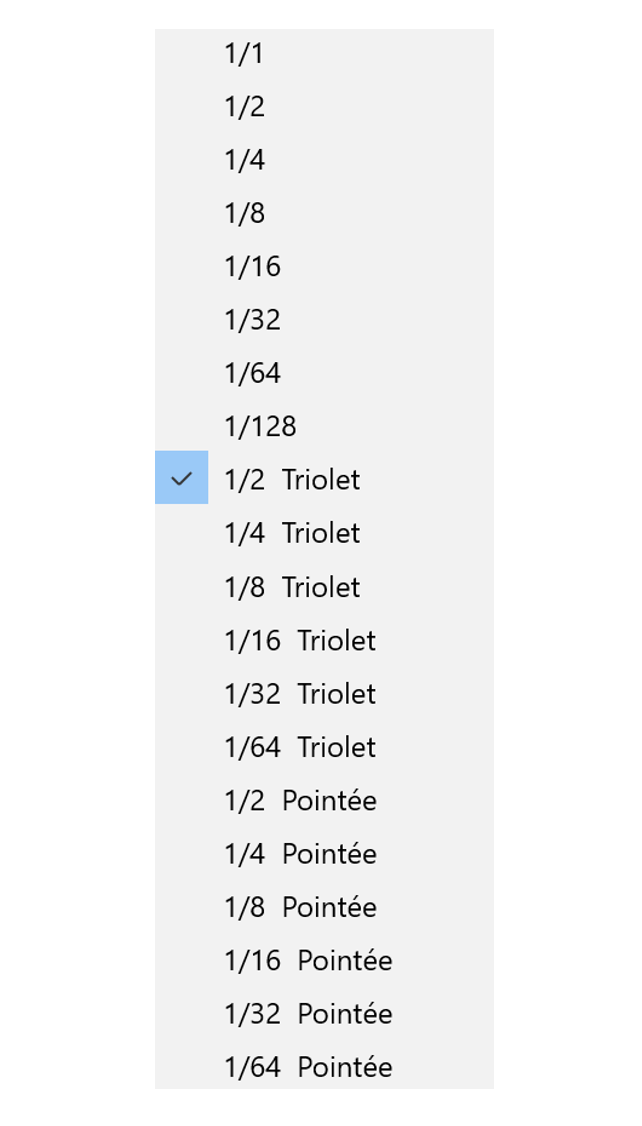 1/1
1/2
1/4
1/8
1/16
1/32
1/64
1/128
1/2 Triolet
1/4 Triolet
1/8 Triolet
1/16 Triolet
1/32 Triolet
1/64 Triolet
1/2 Pointée
1/4 Pointée
1/8 Pointée
1/16 Pointée
1/32 Pointée
1/64 Pointée